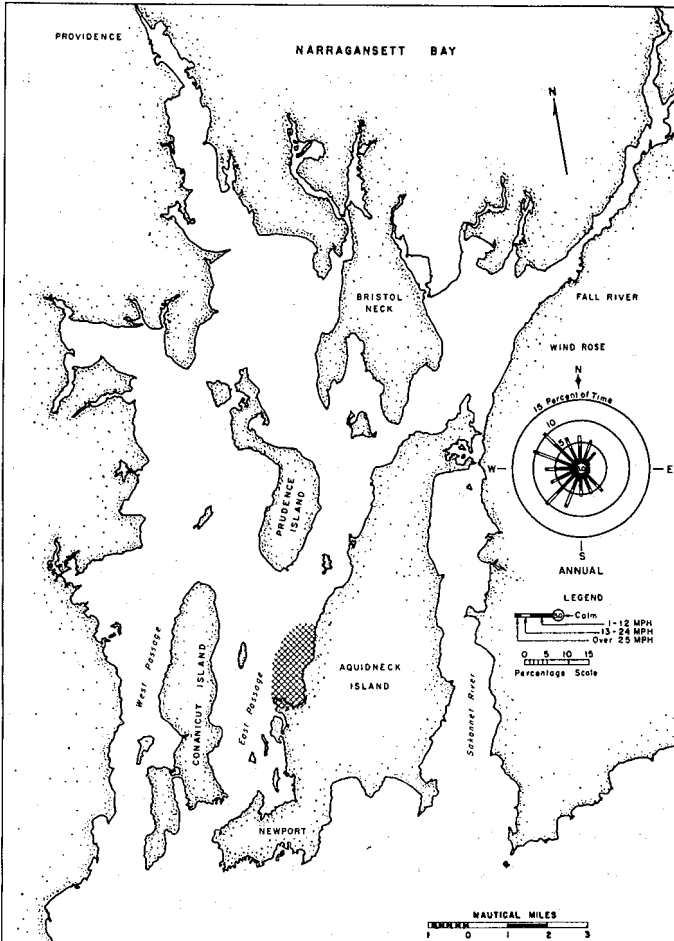 PROVIDENCE
NARRAGANSETT BAY
N
BRISTOL
NECK
FALL RIVER
WIND ROSE
N
15 Percent of Time
10
5
W
E
S
ANNUAL
PRUDENCE
ISLAND
LEGEND
Calm
1-12 MPH
13-24 MPH
Over 25 MPH
0 5 10 15
Percentage Scale
West Passage
CONANICUT ISLAND
East Passage
AQUIDNECK
ISLAND
Sakonnet River
NEWPORT
NAUTICAL MILES
1 0 1 2 3